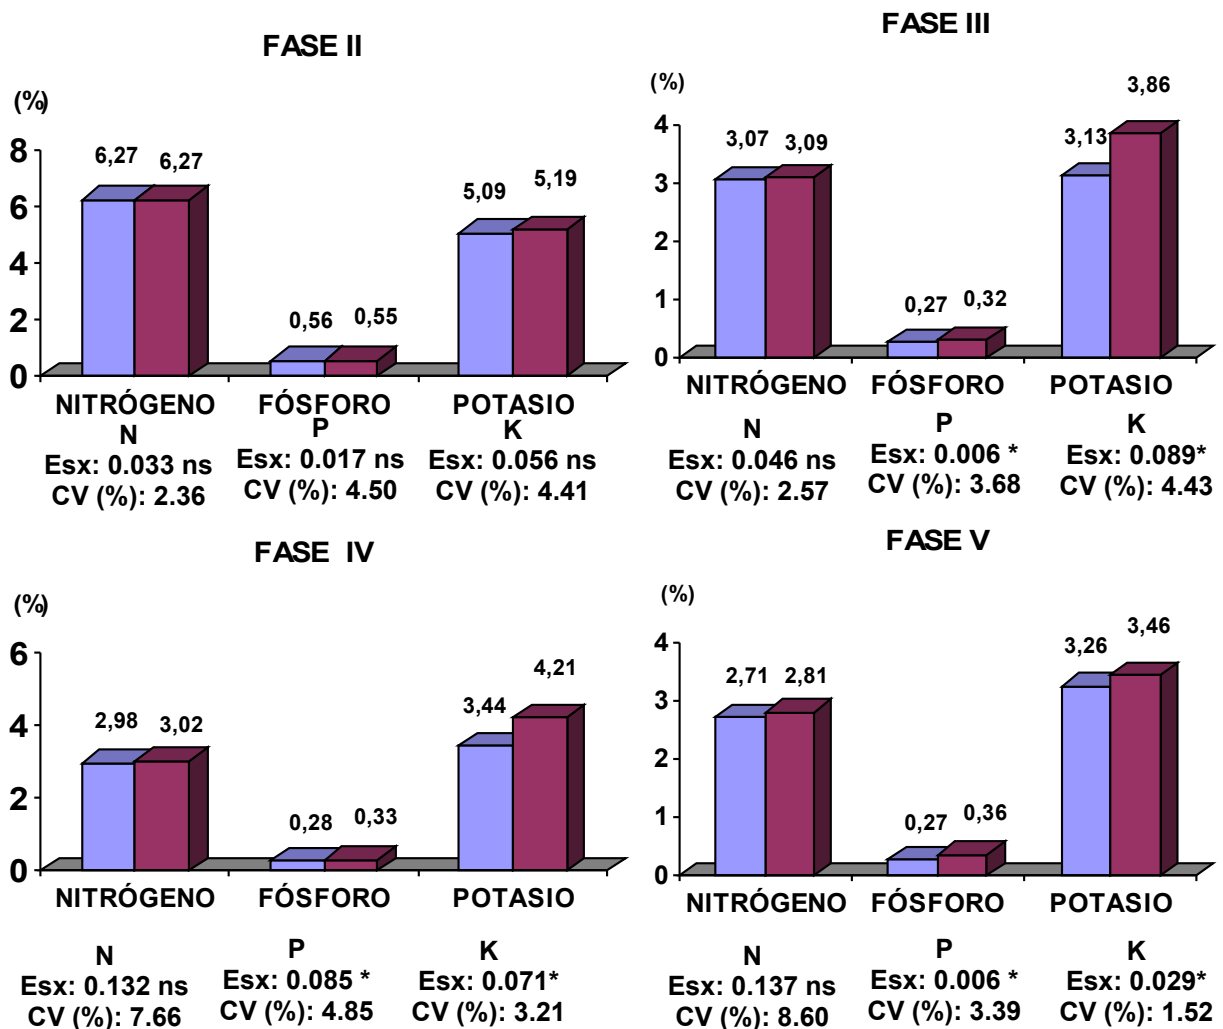 FASE II
(%)
8
6
4
2
0
6,27 6,27
0,56 0,55
5,09 5,19
NITRÓGENO FÓSFORO POTASIO
N P K
Esx: 0.033 ns Esx: 0.017 ns Esx: 0.056 ns
CV (%): 2.36 CV (%): 4.50 CV (%): 4.41
FASE III
(%)
4
3
2
1
0
3,07 3,09
0,27 0,32
3,13 3,86
NITRÓGENO FÓSFORO POTASIO
N P K
Esx: 0.046 ns Esx: 0.006 * Esx: 0.089*
CV (%): 2.57 CV (%): 3.68 CV (%): 4.43
FASE IV
(%)
6
4
2
0
2,98 3,02
0,28 0,33
3,44 4,21
NITRÓGENO FÓSFORO POTASIO
N P K
Esx: 0.132 ns Esx: 0.085 * Esx: 0.071*
CV (%): 7.66 CV (%): 4.85 CV (%): 3.21
FASE V
(%)
4
3
2
1
0
2,71 2,81
0,27 0,36
3,26 3,46
NITRÓGENO FÓSFORO POTASIO
N P K
Esx: 0.137 ns Esx: 0.006 * Esx: 0.029*
CV (%): 8.60 CV (%): 3.39 CV (%): 1.52